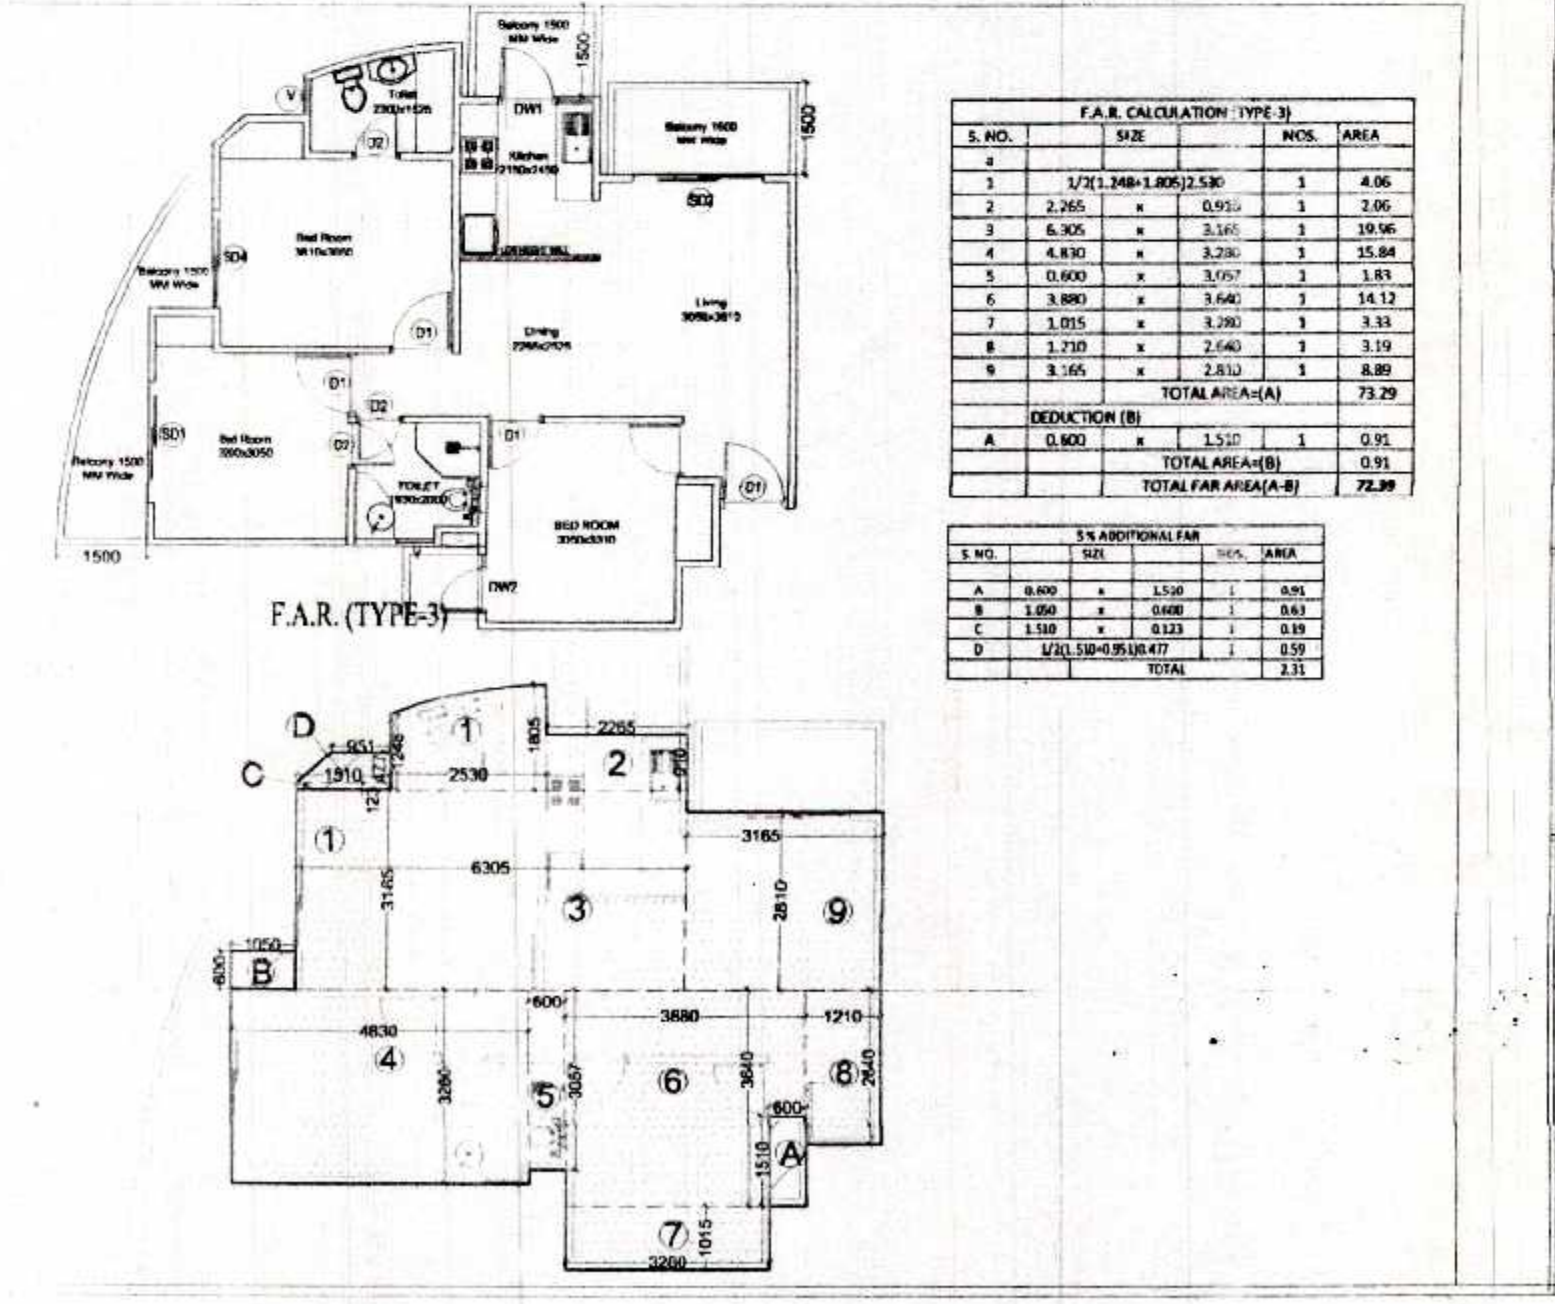 Balcony 1500
MM Wide
1500
Toilet
2300x1525
V
D2
DW1
Kitchen
2150x2450
Balcony 1500
MM Wide
1500
SD2
Bed Room
SD4
Balcony 1500
MM Wide
D1
Dining
Living
D1
D2
D2
D1
SD1
Bed Room
Balcony 1500
MM Wide
TOILET
BED ROOM
D1
1500
DW2
F.A.R. (TYPE-3)
F.A.R. CALCULATION (TYPE-3)
S. NO. SIZE NOS. AREA
a
1 1/2(1.248+1.805)2.530 1 4.06
2 2.265 x 0.910 1 2.06
3 6.305 x 3.165 1 19.96
4 4.830 x 3.280 1 15.84
5 0.600 x 3.057 1 1.83
6 3.880 x 3.640 1 14.12
7 1.015 x 3.280 1 3.33
8 1.210 x 2.640 1 3.19
9 3.165 x 2.810 1 8.89
TOTAL AREA=(A) 73.29
DEDUCTION (B)
A 0.600 x 1.510 1 0.91
TOTAL AREA=(B) 0.91
TOTAL FAR AREA(A-B) 72.39
5% ADDITIONAL FAR
S. NO. SIZE NOS. AREA
A 0.600 x 1.510 1 0.91
B 1.050 x 0.600 1 0.63
C 1.510 x 0.123 1 0.19
D 1/2(1.510+0.951)0.477 1 0.59
TOTAL 2.31
D
951
C
1510
477
123
1248
1
1805
2530
2265
2
910
1
6305
3165
3
3165
2810
9
1050
600
B
4830
4
3280
600
5
3057
3880
6
3640
1210
8
2640
600
1510
A
7
1015
3280